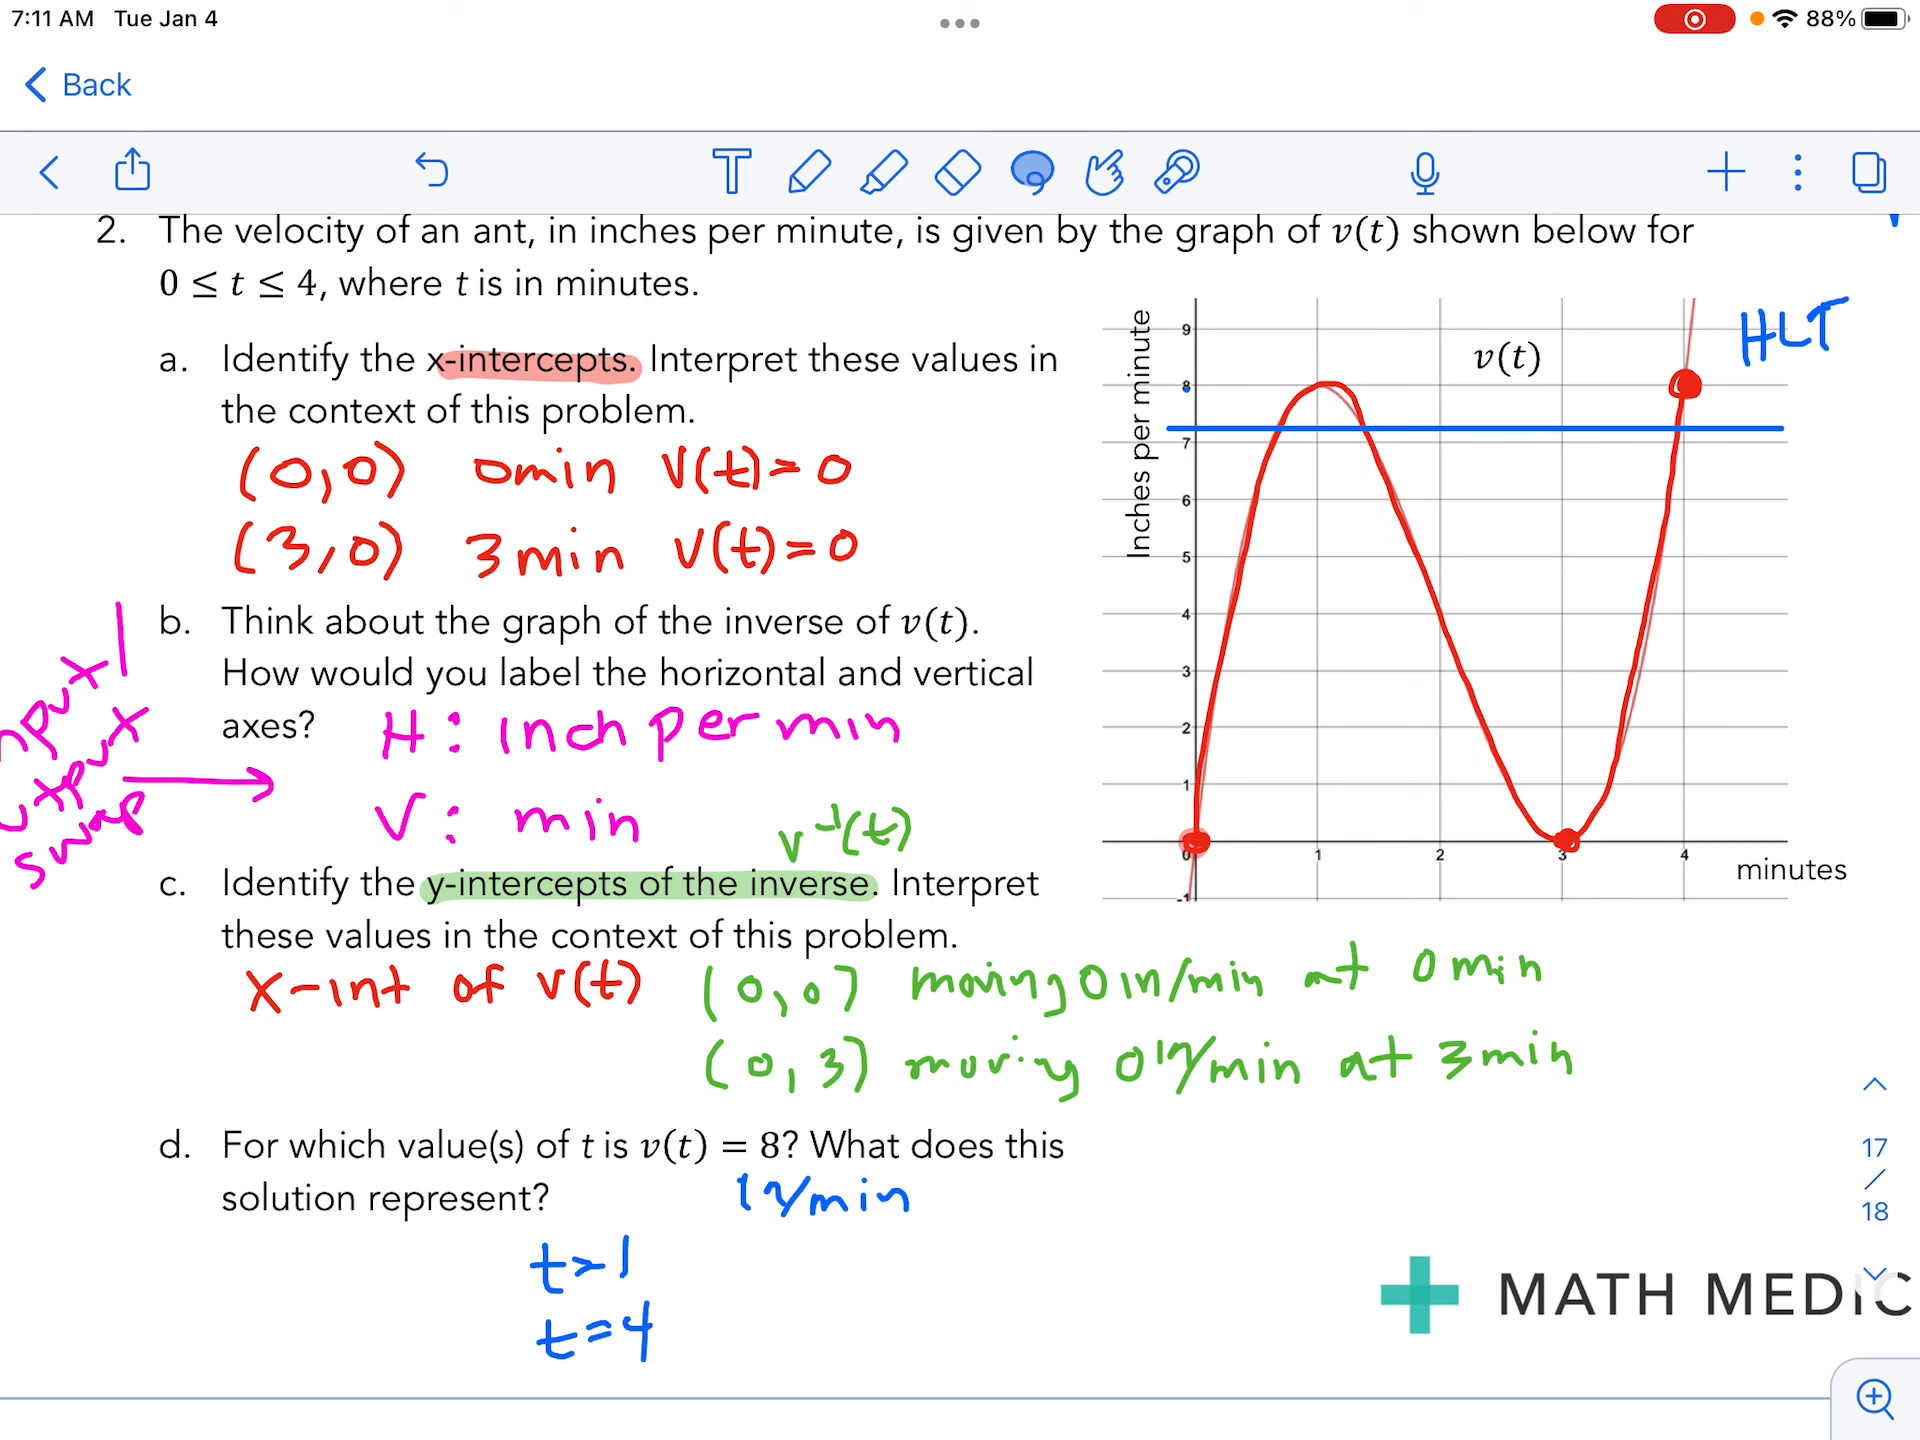 7:11 AM Tue Jan 4
88%
Back
2. The velocity of an ant, in inches per minute, is given by the graph of v(t) shown below for
0 ≤ t ≤ 4, where t is in minutes.
a. Identify the x-intercepts. Interpret these values in
the context of this problem.
(0,0) 0min v(t)=0
(3,0) 3min v(t)=0
b. Think about the graph of the inverse of v(t).
How would you label the horizontal and vertical
axes?
H: inch per min
V: min
swap
v⁻¹(t)
c. Identify the y-intercepts of the inverse. Interpret
these values in the context of this problem.
x-int of v(t) (0,0) moving 0 in/min at 0 min
(0,3) moving 0 in/min at 3 min
d. For which value(s) of t is v(t) = 8? What does this
solution represent?
in/min
t=1
t=4
Inches per minute
9
8
7
6
5
4
3
2
1
0
-1
1 2 3 4
minutes
v(t)
HLT
17
/
18
MATH MEDIC